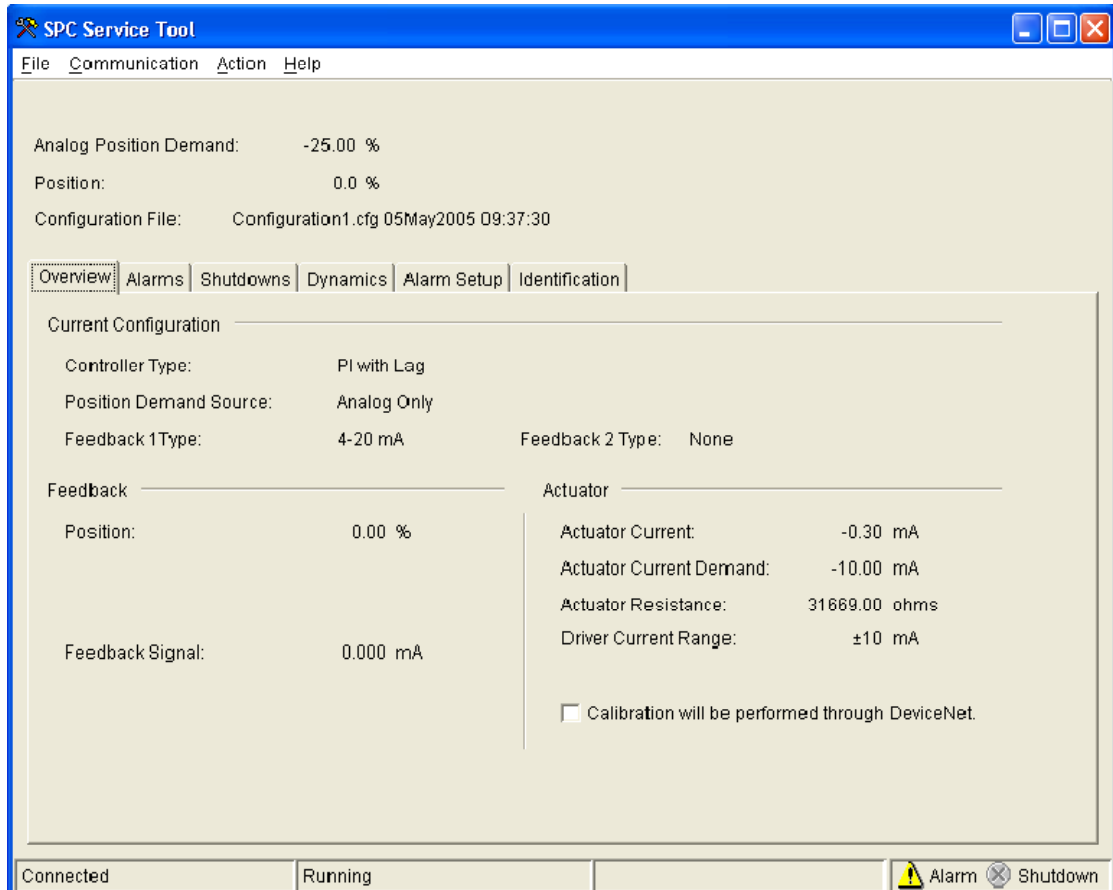 SPC Service Tool
File Communication Action Help
Analog Position Demand: -25.00 %
Position: 0.0 %
Configuration File: Configuration1.cfg 05May2005 09:37:30
Overview Alarms Shutdowns Dynamics Alarm Setup Identification
Current Configuration
Controller Type: PI with Lag
Position Demand Source: Analog Only
Feedback 1Type: 4-20 mA Feedback 2 Type: None
Feedback Actuator
Position: 0.00 % Actuator Current: -0.30 mA
Actuator Current Demand: -10.00 mA
Actuator Resistance: 31669.00 ohms
Driver Current Range: ±10 mA
Feedback Signal: 0.000 mA
Calibration will be performed through DeviceNet.
Connected Running Alarm Shutdown